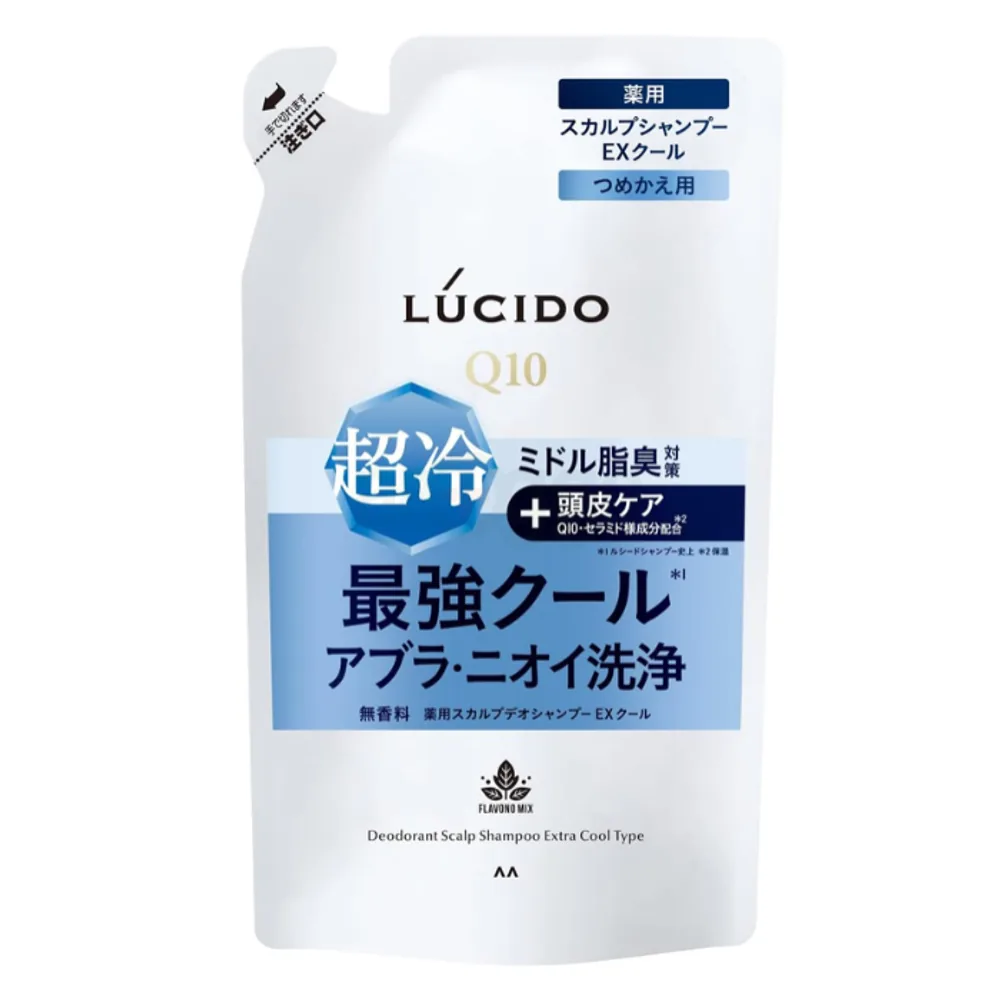 手で切れます
注ぎ口
薬用
スカルプシャンプー
EXクール
つめかえ用
LÚCIDO
Q10
超冷
ミドル脂臭対策
+頭皮ケア
Q10・セラミド様成分配合*2
*1ルシードシャンプー史上 *2保湿
最強クール*1
アブラ・ニオイ洗浄
無香料 薬用スカルプデオシャンプー EXクール
FLAVONO MIX
Deodorant Scalp Shampoo Extra Cool Type